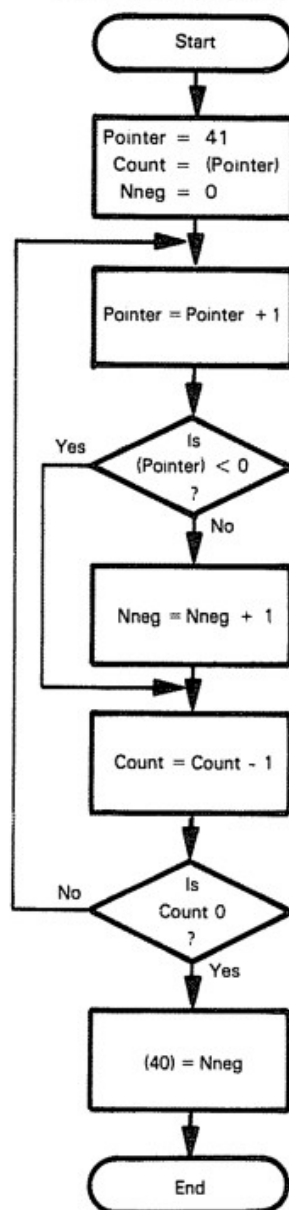 Start
Pointer = 41
Count = (Pointer)
Nneg = 0
Pointer = Pointer + 1
Is
(Pointer) < 0
?
Yes
No
Nneg = Nneg + 1
Count = Count - 1
Is
Count 0
?
No
Yes
(40) = Nneg
End